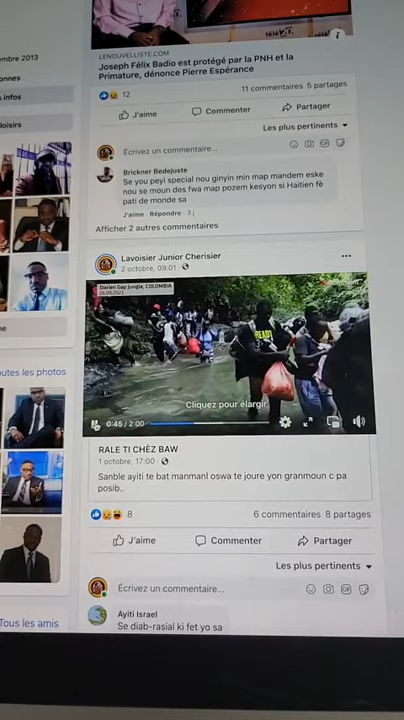 LENOUVELLISTE.COM
Joseph Félix Badio est protégé par la PNH et la
Primature, dénonce Pierre Espérance
12
11 commentaires 5 partages
J'aime
Commenter
Partager
Les plus pertinents
Écrivez un commentaire...
Brickner Bedejuste
Se you peyi special nou ginyin mim map mandem eske
nou se moun des fwa map pozem kesyon si Haitien fè
pati de monde sa
J'aime · Répondre · 3 j
Afficher 2 autres commentaires
Lavoisier Junior Cherisier
2 octobre, 09:01
Darien Gap Jungle, COLOMBIA
READY
Cliquez pour élargir
0:45 / 2:00
RALE TI CHÈZ BAW
1 octobre, 17:00
Sanble ayiti te bat manmanl oswa te joure yon granmoun c pa
posib..
8
6 commentaires 8 partages
J'aime
Commenter
Partager
Les plus pertinents
Écrivez un commentaire...
Ayiti Israel
Se diab-rasial ki fet yo sa
embre 2013
onnes
s infos
loisirs
ne
outes les photos
Tous les amis